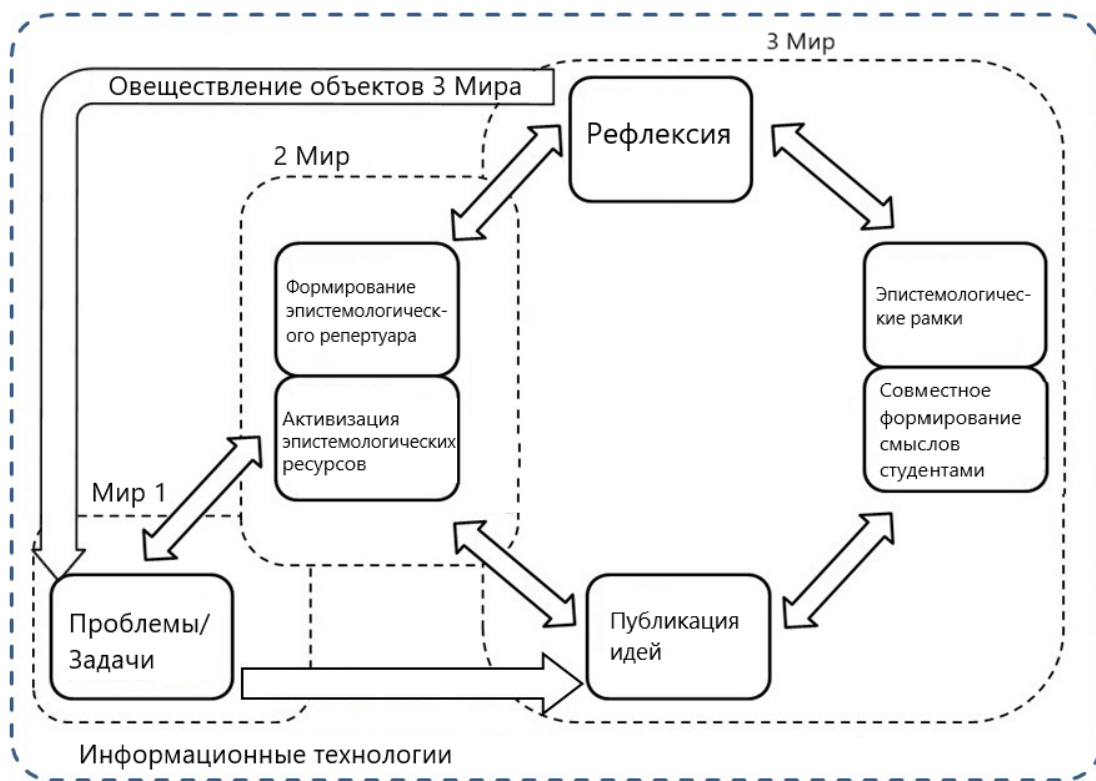 3 Мир
Овеществление объектов 3 Мира
Рефлексия
2 Мир
Формирование
эпистемологическ-
ого репертуара
Эпистемологичес-
кие рамки
Активизация
эпистемологических
ресурсов
Совместное
формирование
смыслов
студентами
Мир 1
Проблемы/
Задачи
Публикация
идей
Информационные технологии